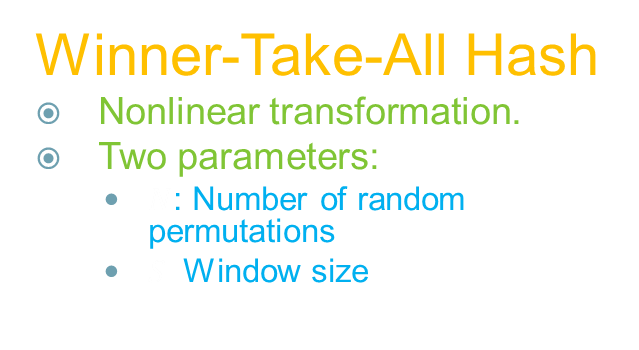 Winner-Take-All Hash
Nonlinear transformation.
Two parameters:
: Number of random
permutations
Window size